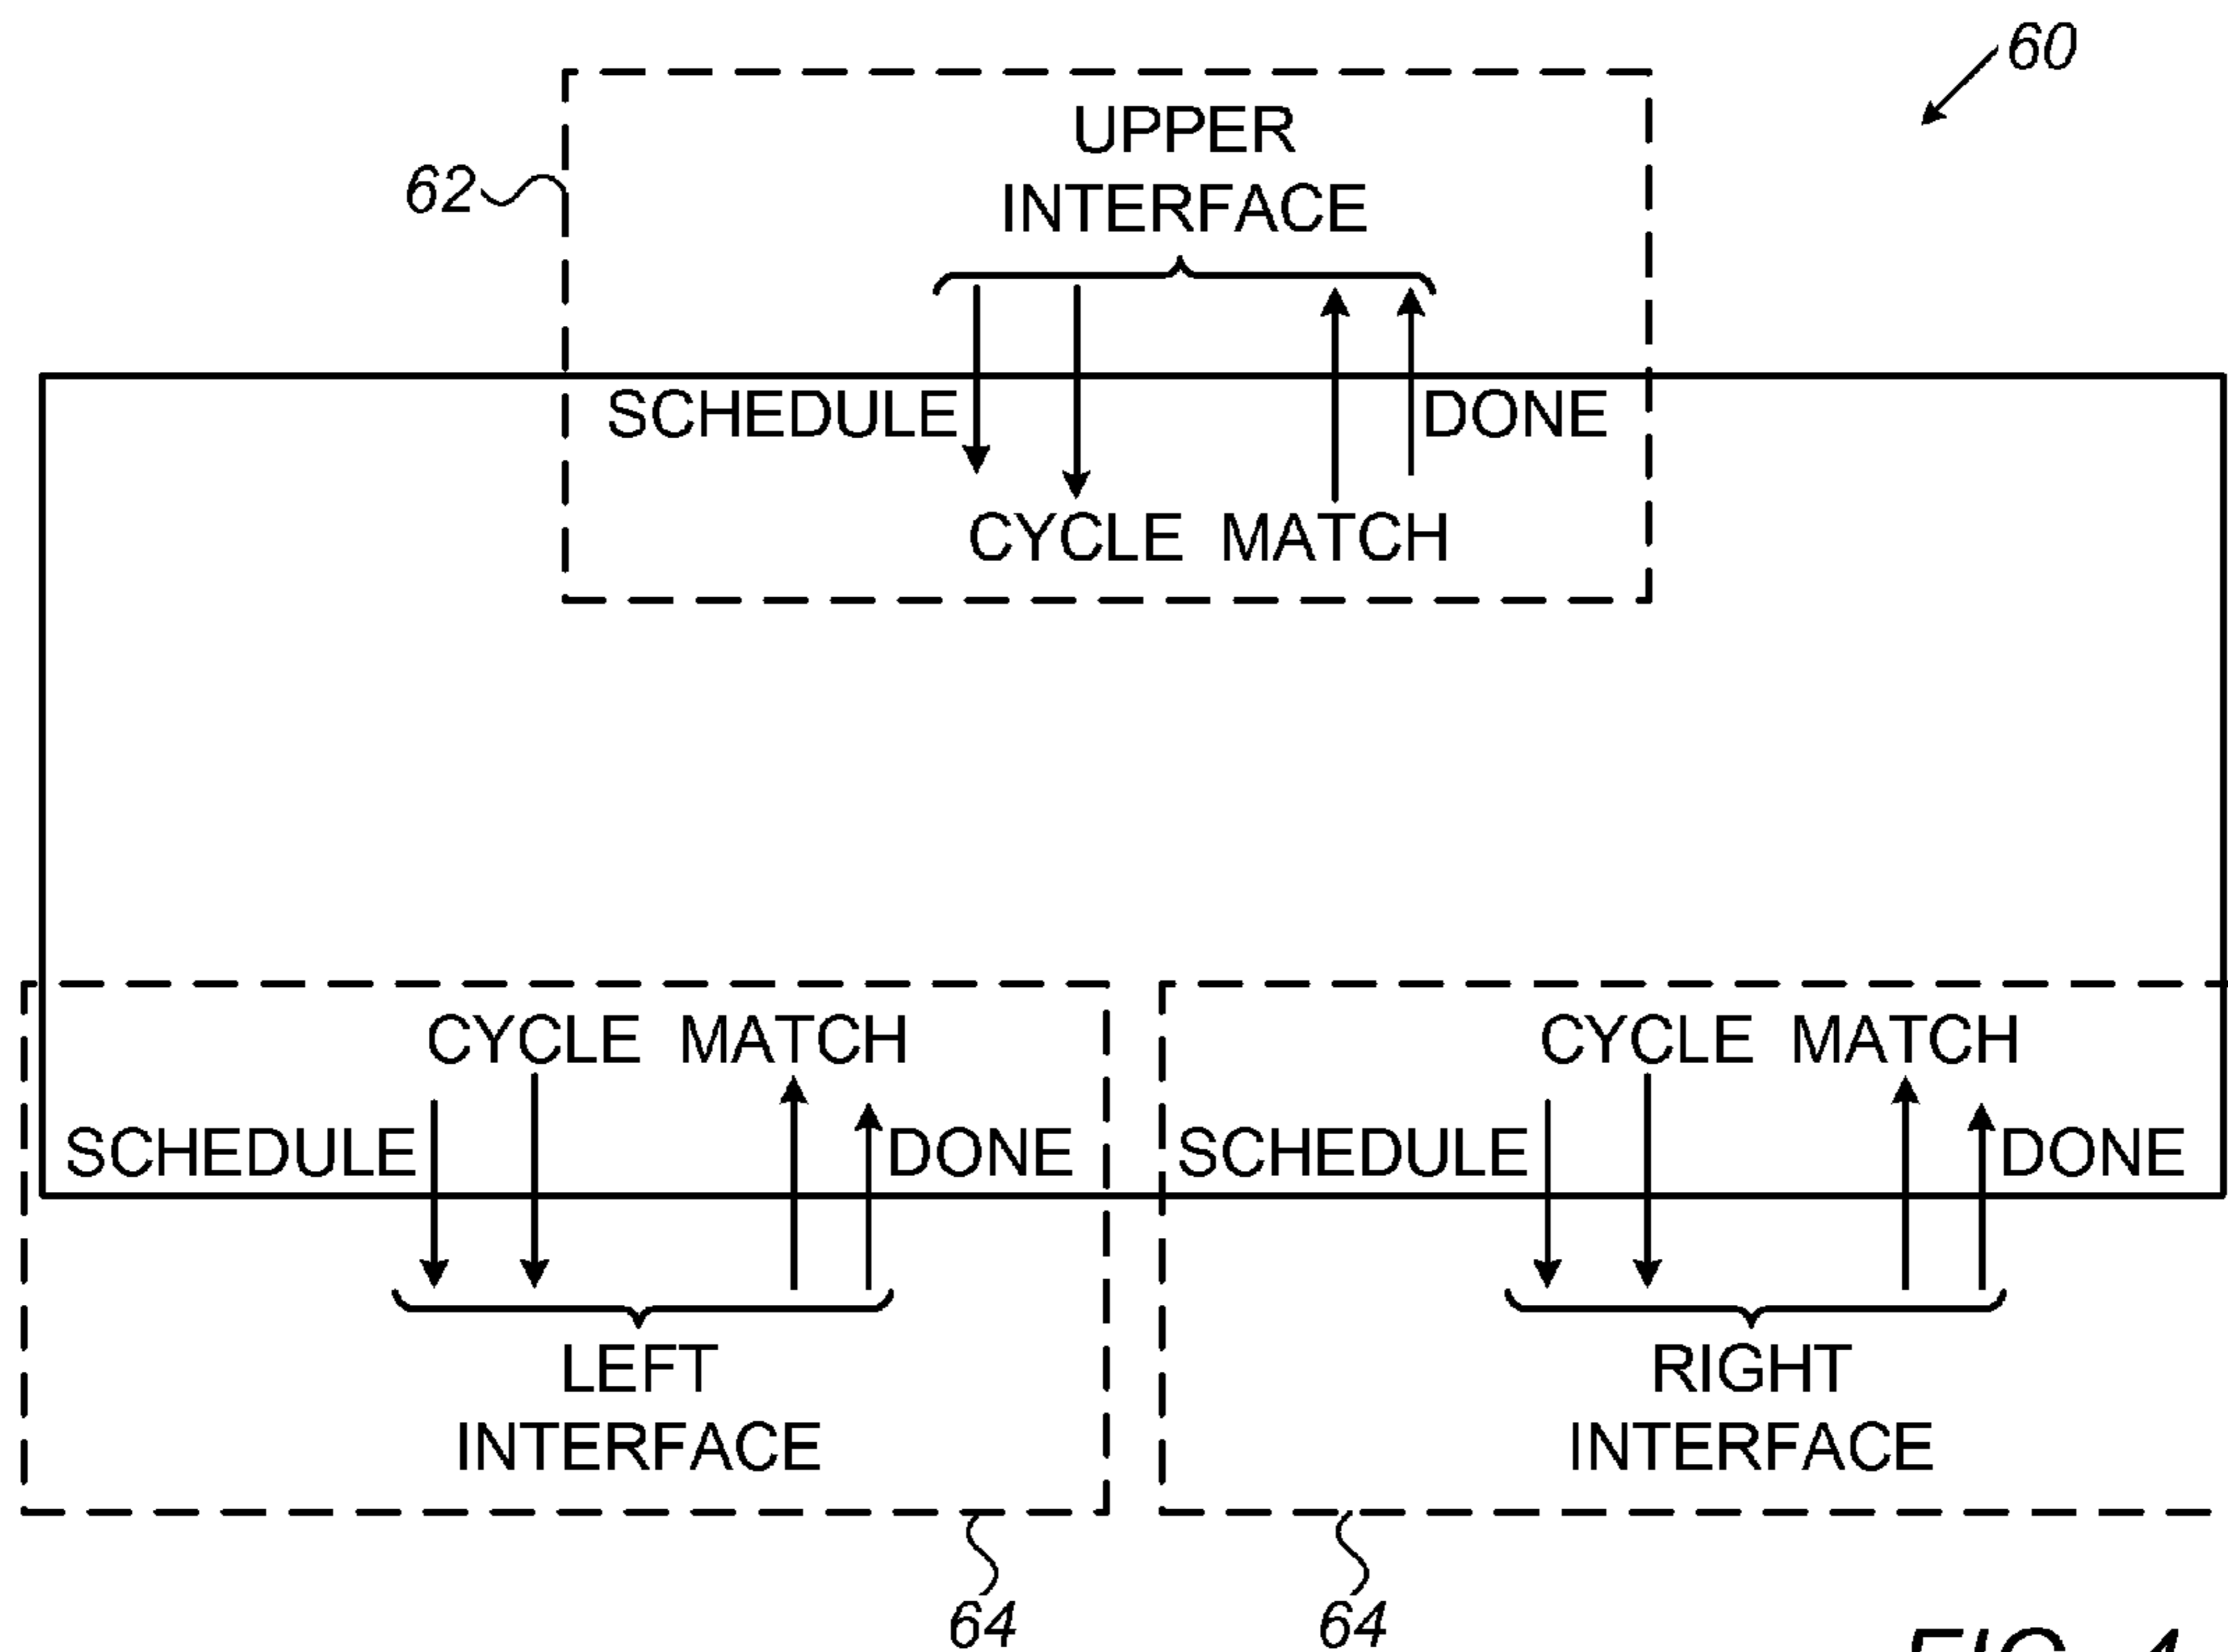 60
UPPER
INTERFACE
62
SCHEDULE
DONE
CYCLE MATCH
CYCLE MATCH
SCHEDULE
DONE
LEFT
INTERFACE
64
CYCLE MATCH
SCHEDULE
DONE
RIGHT
INTERFACE
64